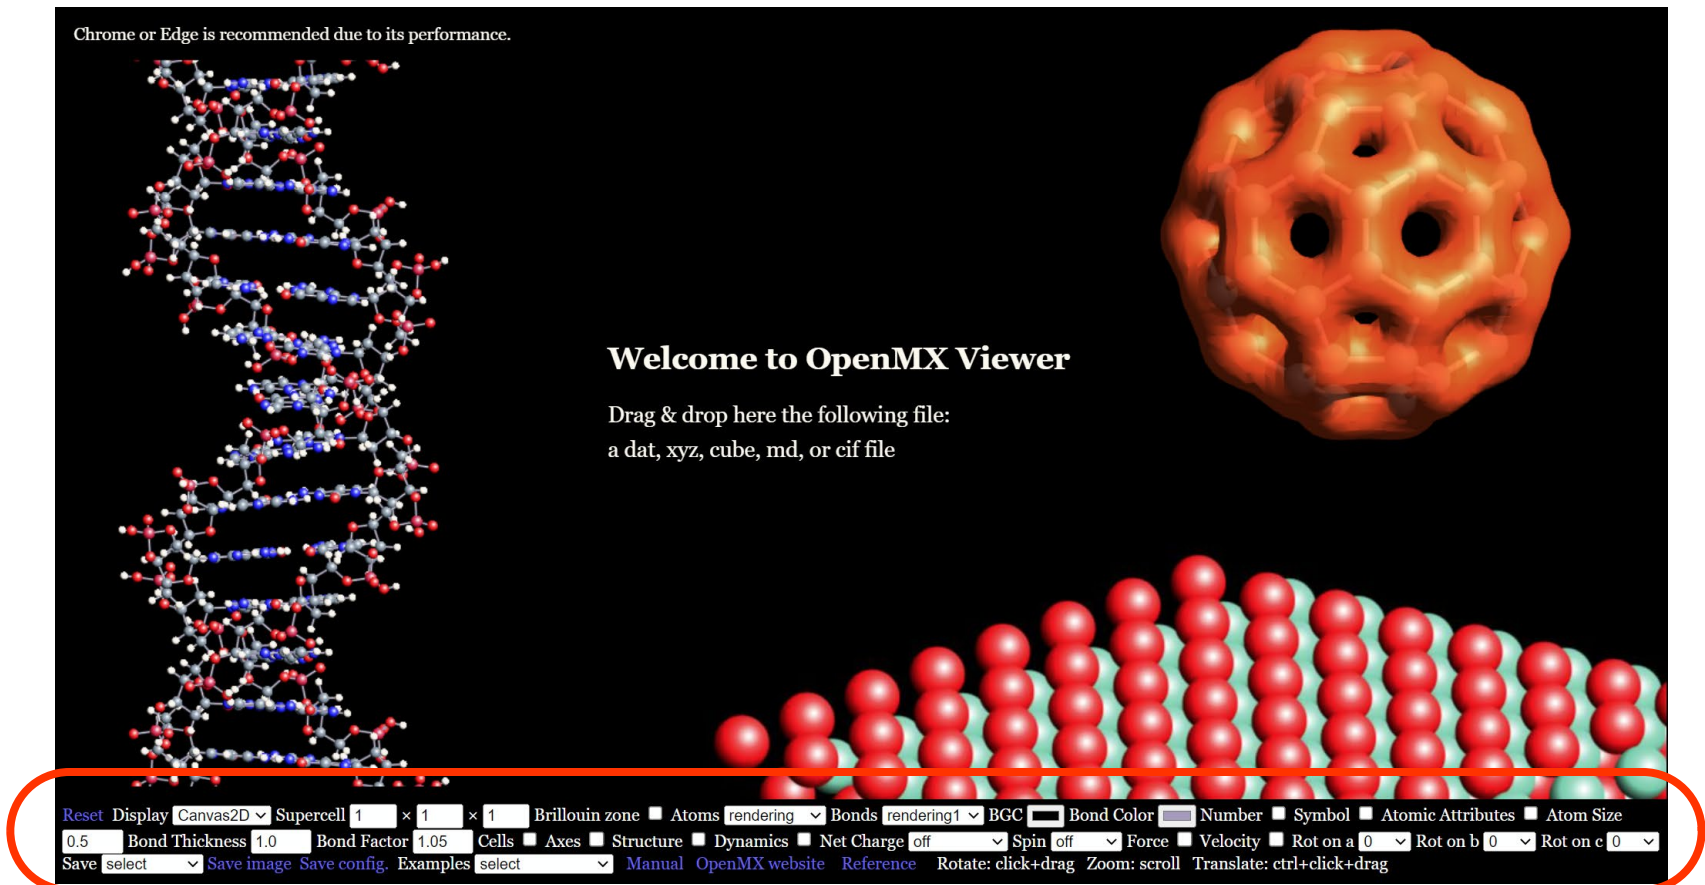 Chrome or Edge is recommended due to its performance.
Welcome to OpenMX Viewer
Drag & drop here the following file:
a dat, xyz, cube, md, or cif file
Reset Display Canvas2D Supercell 1 × 1 × 1 Brillouin zone Atoms rendering Bonds rendering1 BGC Bond Color Number Symbol Atomic Attributes Atom Size
0.5 Bond Thickness 1.0 Bond Factor 1.05 Cells Axes Structure Dynamics Net Charge off Spin off Force Velocity Rot on a 0 Rot on b 0 Rot on c 0
Save select Save image Save config. Examples select Manual OpenMX website Reference Rotate: click+drag Zoom: scroll Translate: ctrl+click+drag